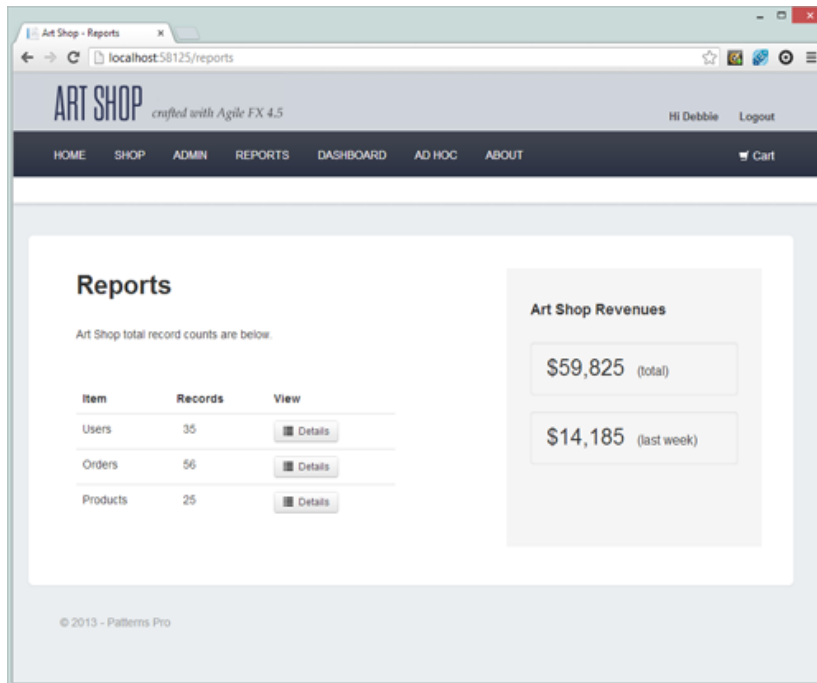 Art Shop - Reports
localhost:58125/reports
ART SHOP crafted with Agile FX 4.5
Hi Debbie Logout
HOME SHOP ADMIN REPORTS DASHBOARD AD HOC ABOUT Cart
Reports
Art Shop total record counts are below.
Item Records View
Users 35 Details
Orders 56 Details
Products 25 Details
Art Shop Revenues
$59,825 (total)
$14,185 (last week)
© 2013 - Patterns Pro